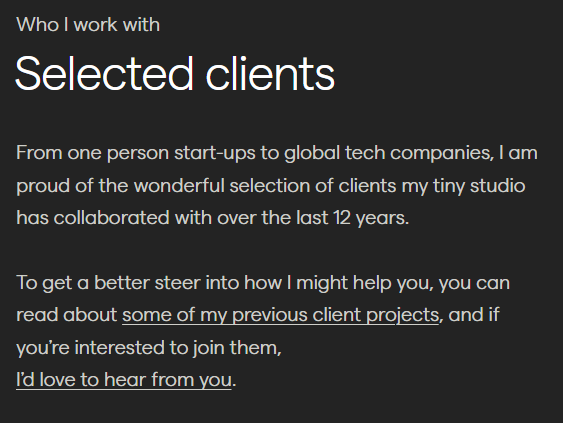 Who I work with
Selected clients
From one person start-ups to global tech companies, I am
proud of the wonderful selection of clients my tiny studio
has collaborated with over the last 12 years.
To get a better steer into how I might help you, you can
read about some of my previous client projects, and if
you’re interested to join them,
I’d love to hear from you.